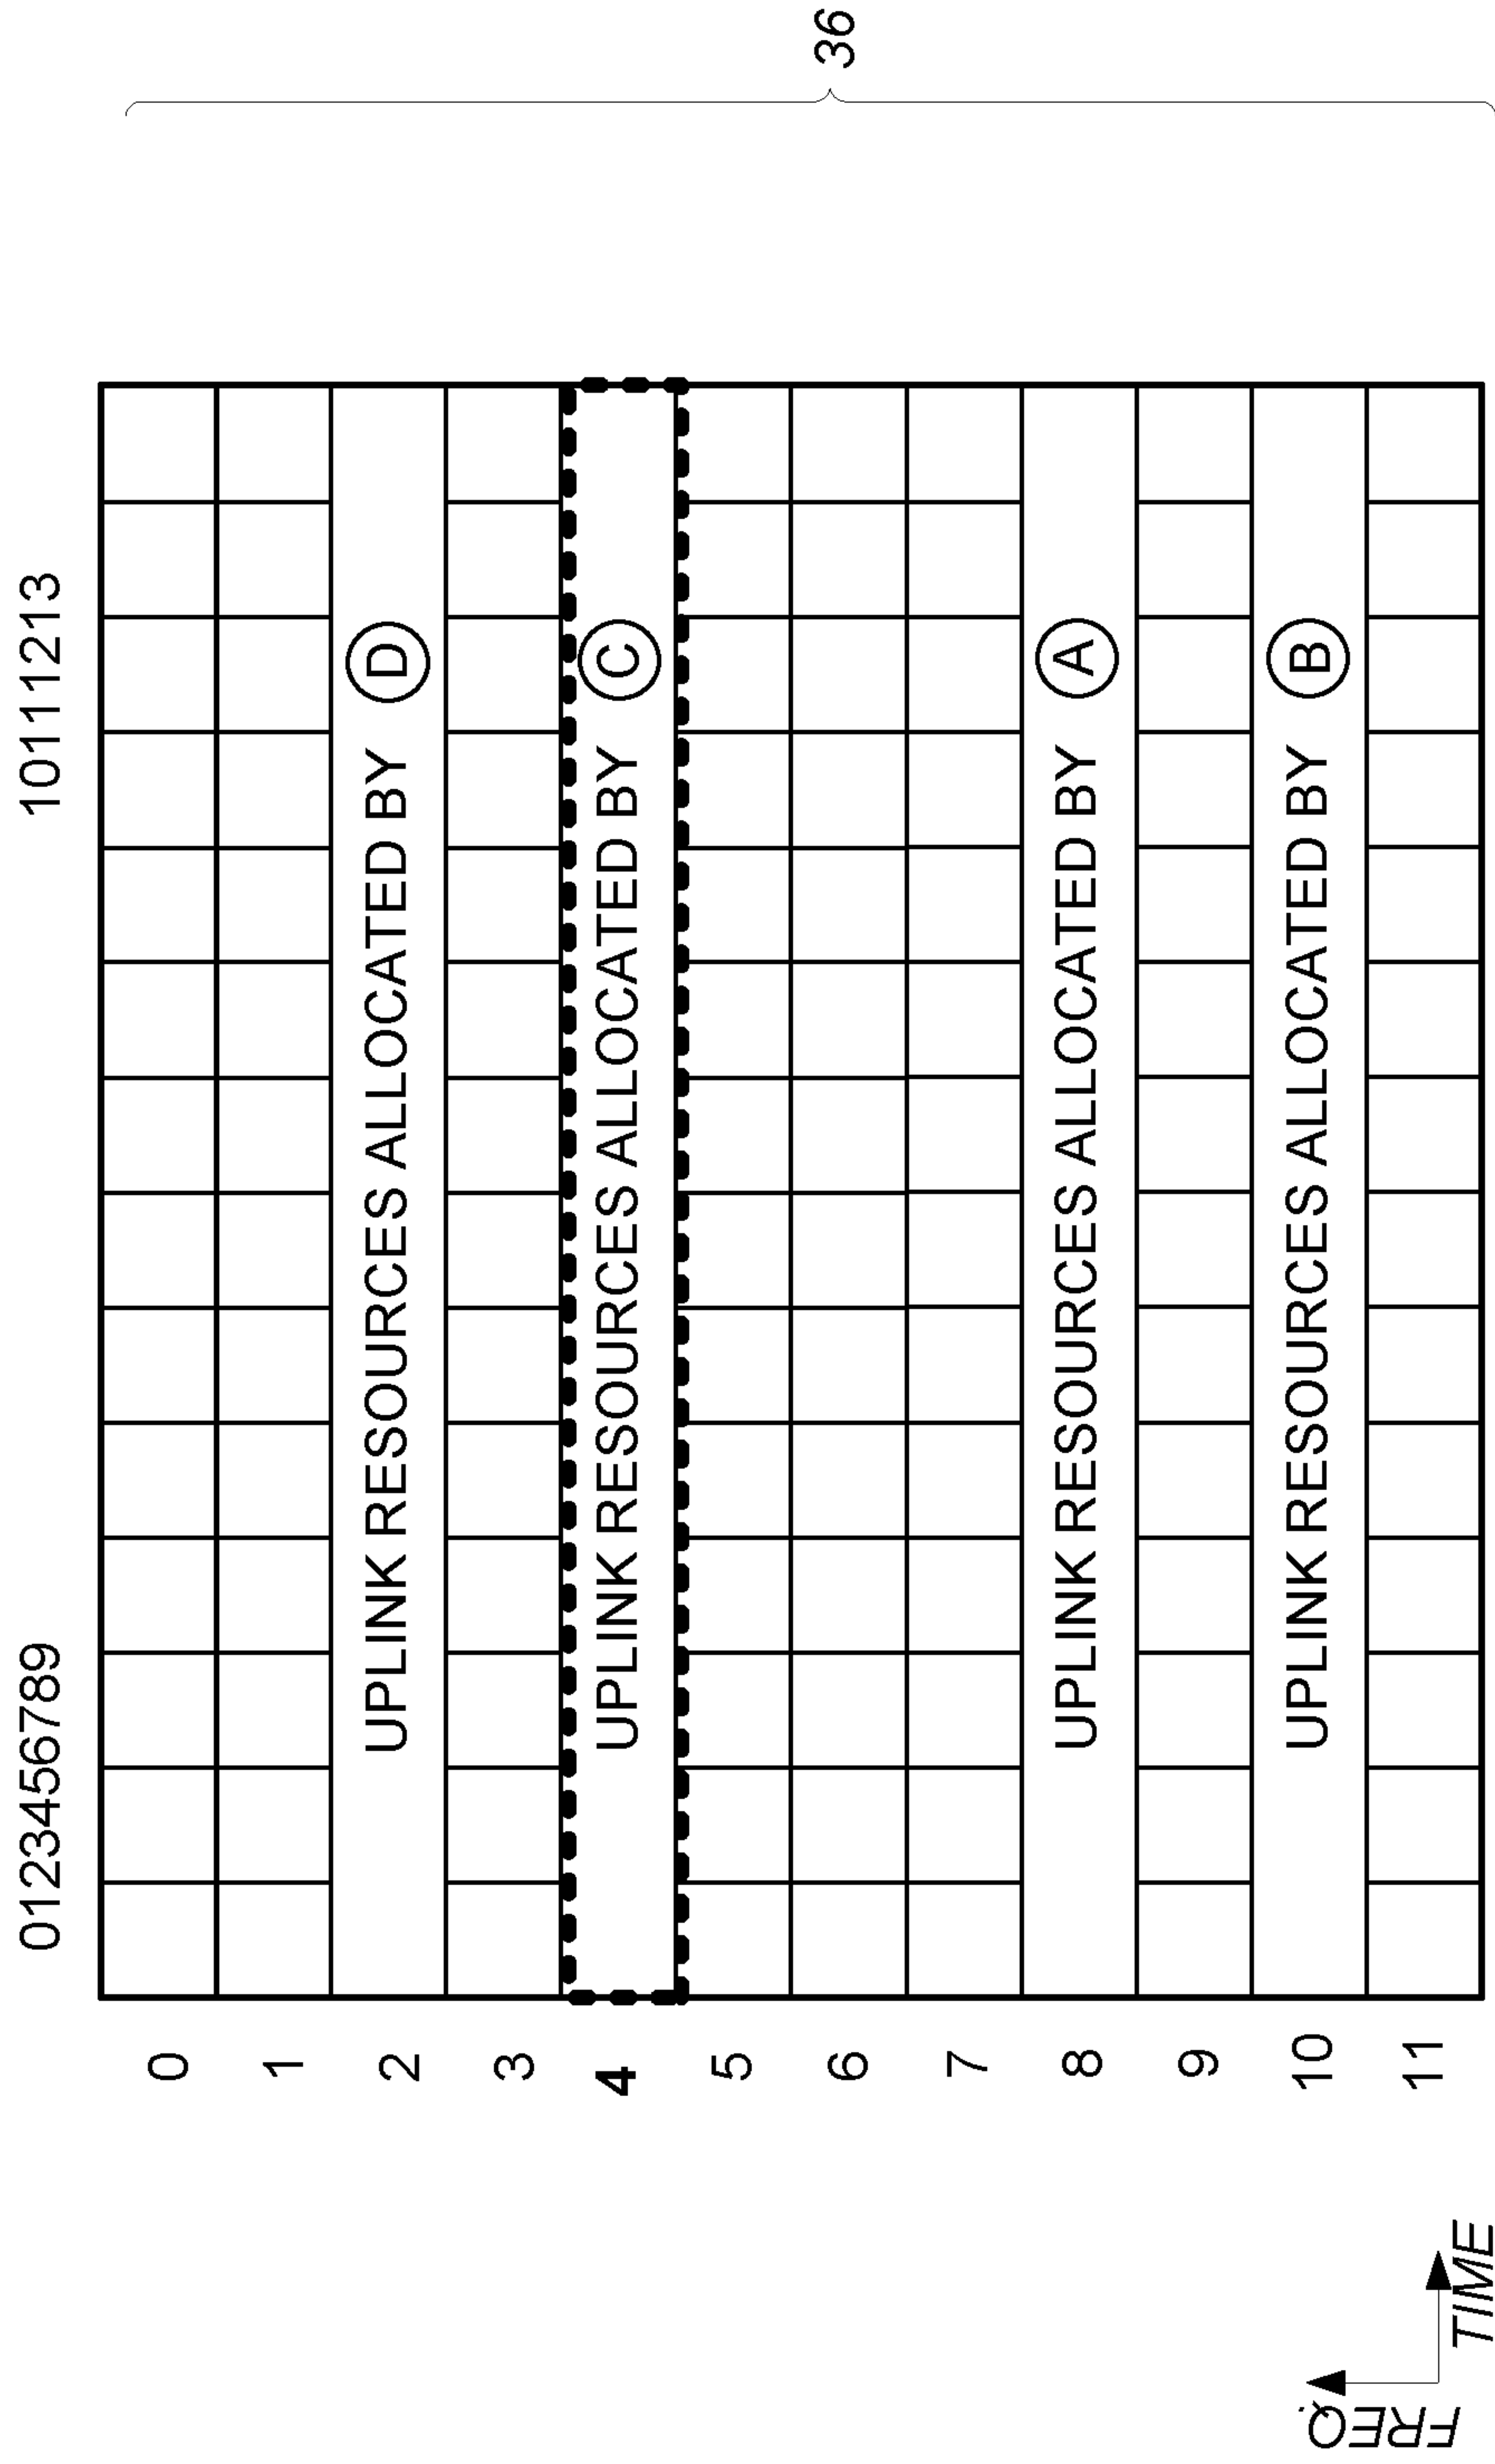 0123456789
10111213
0
1
2 UPLINK RESOURCES ALLOCATED BY D
3
4 UPLINK RESOURCES ALLOCATED BY C
5
6
7
8 UPLINK RESOURCES ALLOCATED BY A
9
10 UPLINK RESOURCES ALLOCATED BY B
11
36
FREQ.
TIME